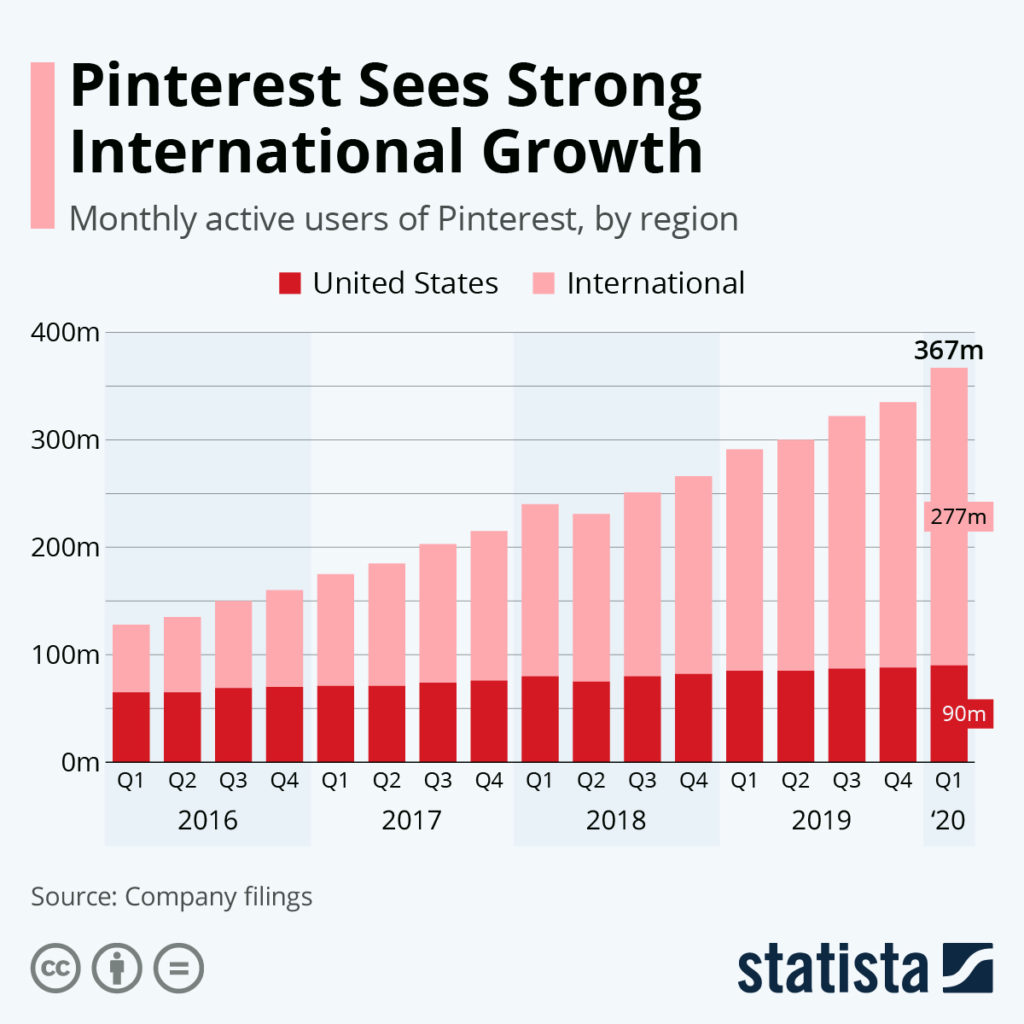 Pinterest Sees Strong
International Growth
Monthly active users of Pinterest, by region
United States International
400m
367m
300m
277m
200m
100m
90m
0m
Q1 Q2 Q3 Q4 Q1 Q2 Q3 Q4 Q1 Q2 Q3 Q4 Q1 Q2 Q3 Q4 Q1
2016 2017 2018 2019 ‘20
Source: Company filings
cc
statista